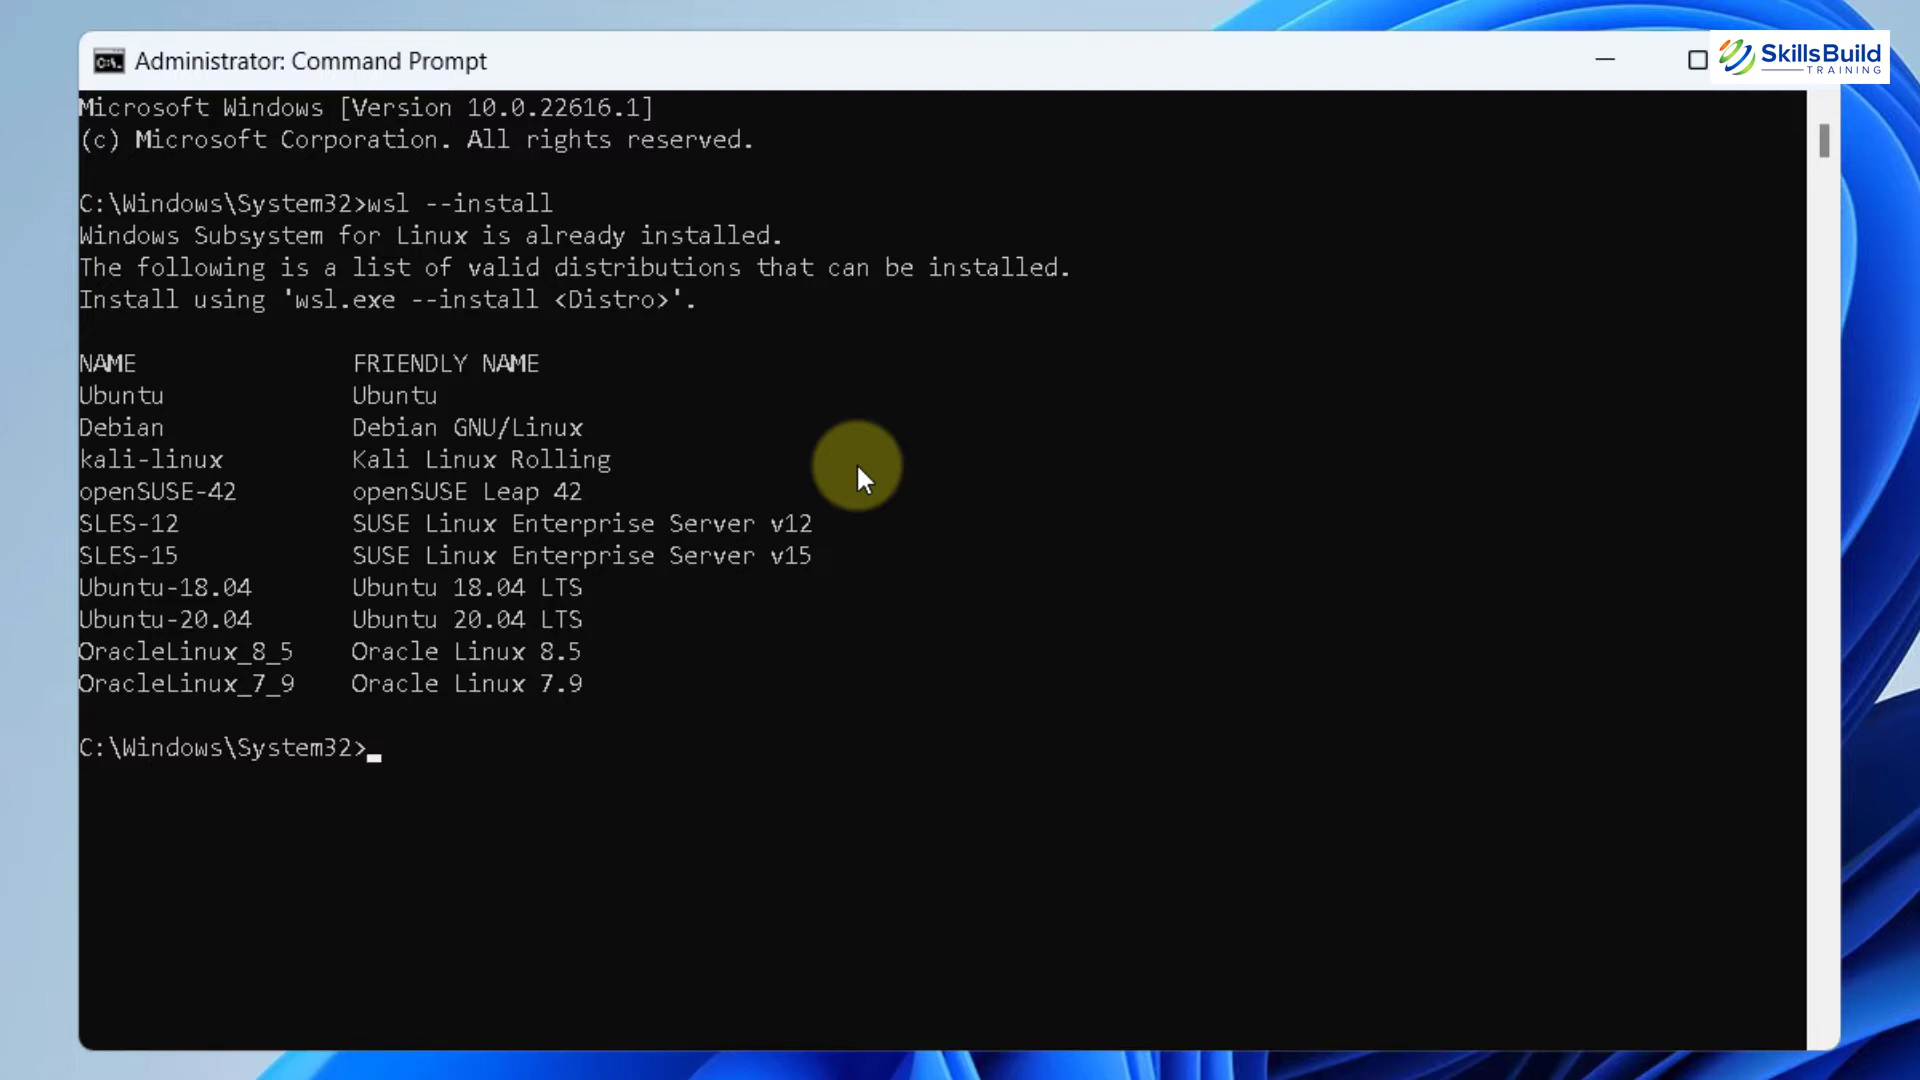 Administrator: Command Prompt
SkillsBuild
TRAINING
Microsoft Windows [Version 10.0.22616.1]
(c) Microsoft Corporation. All rights reserved.
C:\Windows\System32>wsl --install
Windows Subsystem for Linux is already installed.
The following is a list of valid distributions that can be installed.
Install using 'wsl.exe --install <Distro>'.
NAME FRIENDLY NAME
Ubuntu Ubuntu
Debian Debian GNU/Linux
kali-linux Kali Linux Rolling
openSUSE-42 openSUSE Leap 42
SLES-12 SUSE Linux Enterprise Server v12
SLES-15 SUSE Linux Enterprise Server v15
Ubuntu-18.04 Ubuntu 18.04 LTS
Ubuntu-20.04 Ubuntu 20.04 LTS
OracleLinux_8_5 Oracle Linux 8.5
OracleLinux_7_9 Oracle Linux 7.9
C:\Windows\System32>